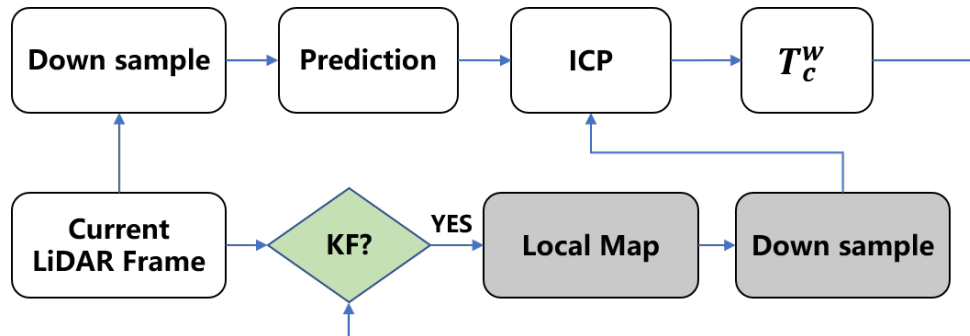 Down sample
Prediction
ICP
T_c^w
Current
LiDAR Frame
KF?
YES
Local Map
Down sample